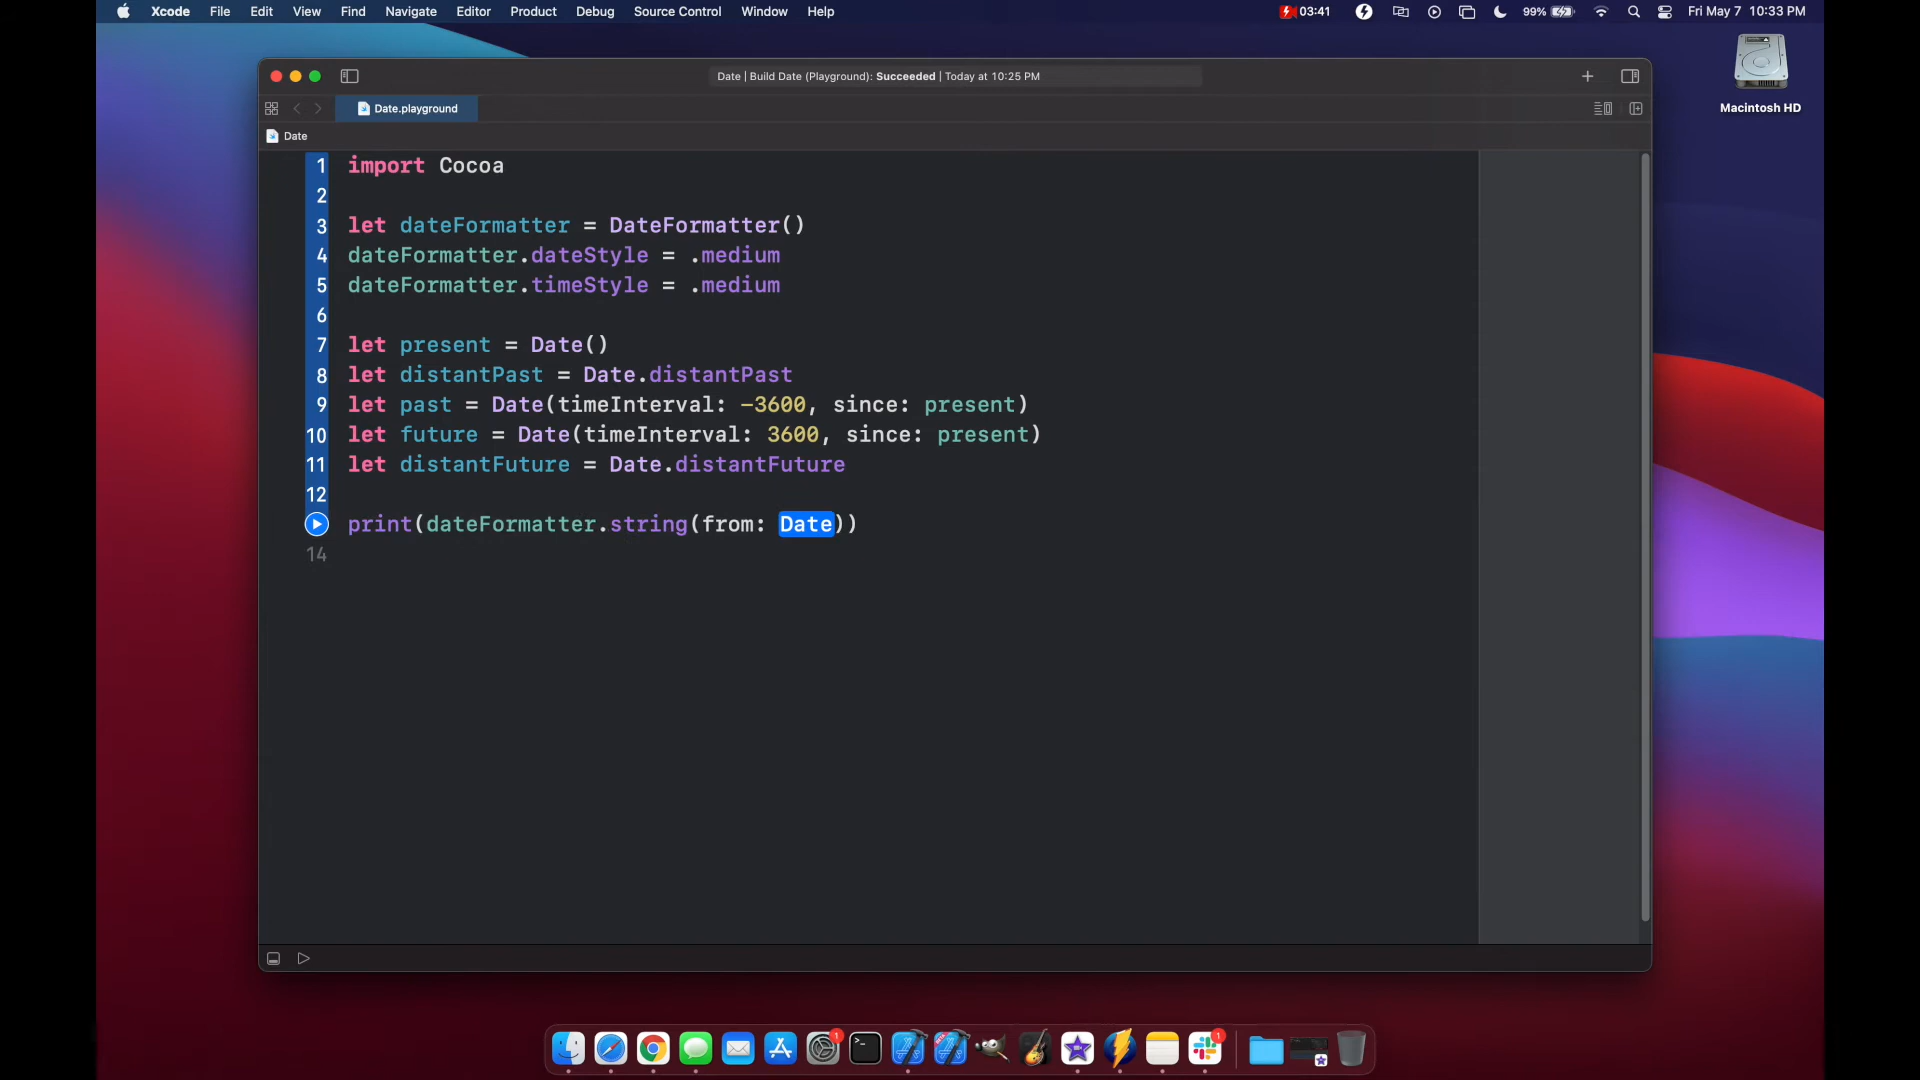 Xcode File Edit View Find Navigate Editor Product Debug Source Control Window Help 03:41 99% Fri May 7 10:33 PM
Macintosh HD
Date | Build Date (Playground): Succeeded | Today at 10:25 PM
Date.playground
Date
1 import Cocoa
2
3 let dateFormatter = DateFormatter()
4 dateFormatter.dateStyle = .medium
5 dateFormatter.timeStyle = .medium
6
7 let present = Date()
8 let distantPast = Date.distantPast
9 let past = Date(timeInterval: -3600, since: present)
10 let future = Date(timeInterval: 3600, since: present)
11 let distantFuture = Date.distantFuture
12
print(dateFormatter.string(from: Date))
14
1 1